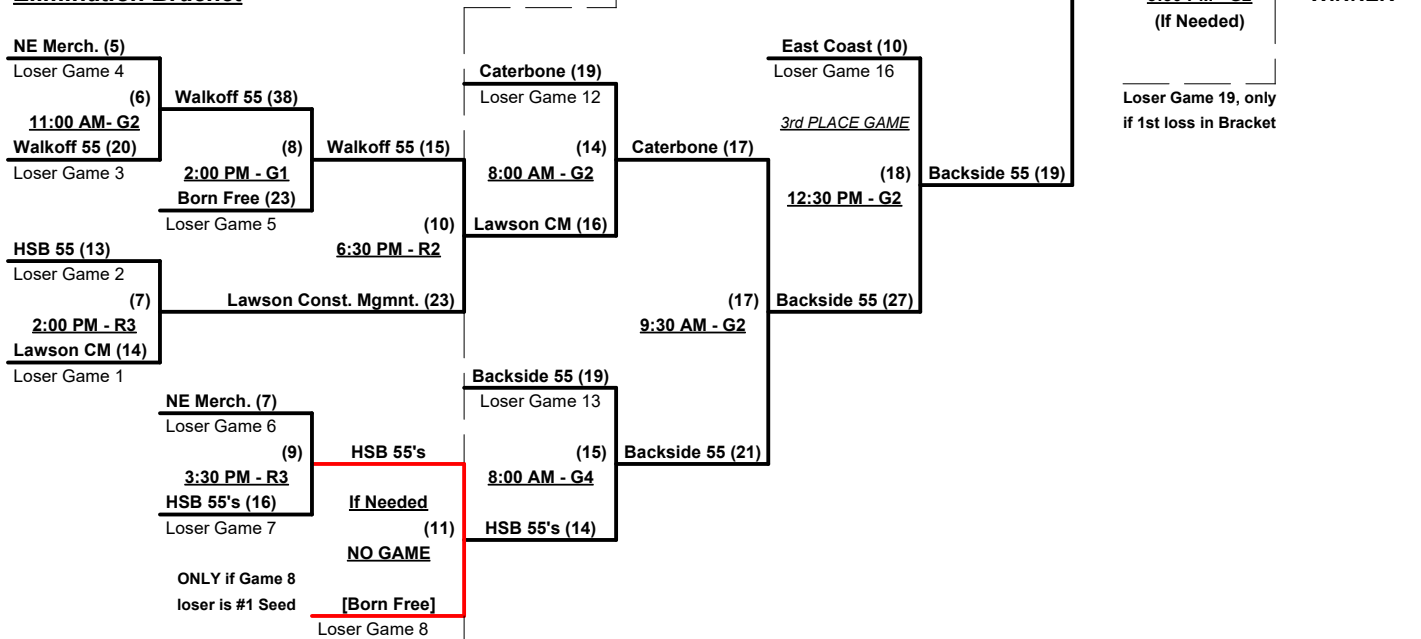 (If Needed)
NE Merch. (5)
Loser Game 4
(6)
11:00 AM- G2
Walkoff 55 (20)
Loser Game 3
Walkoff 55 (38)
(8)
2:00 PM - G1
Born Free (23)
Loser Game 5
HSB 55 (13)
Loser Game 2
(7)
2:00 PM - R3
Lawson CM (14)
Loser Game 1
Walkoff 55 (15)
(10)
6:30 PM - R2
Lawson Const. Mgmnt. (23)
NE Merch. (7)
Loser Game 6
(9)
3:30 PM - R3
HSB 55's (16)
Loser Game 7
HSB 55's
If Needed
(11)
NO GAME
ONLY if Game 8
loser is #1 Seed
[Born Free]
Loser Game 8
Caterbone (19)
Loser Game 12
(14)
8:00 AM - G2
Lawson CM (16)
Caterbone (17)
Backside 55 (19)
Loser Game 13
(15)
8:00 AM - G4
HSB 55's (14)
Backside 55 (21)
(17)
9:30 AM - G2
East Coast (10)
Loser Game 16
3rd PLACE GAME
(18)
12:30 PM - G2
Backside 55 (27)
Backside 55 (19)
Loser Game 19, only
if 1st loss in Bracket